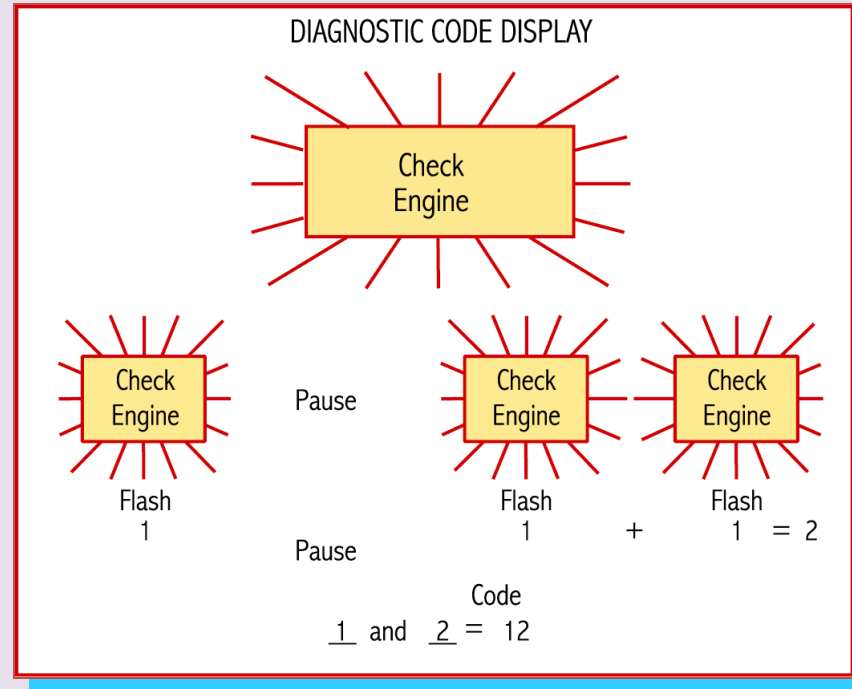 DIAGNOSTIC CODE DISPLAY
Check
Engine
Check
Engine
Pause
Check
Engine
Check
Engine
Flash
1
Flash
1
+
Flash
1 = 2
Pause
Code
1 and 2 = 12